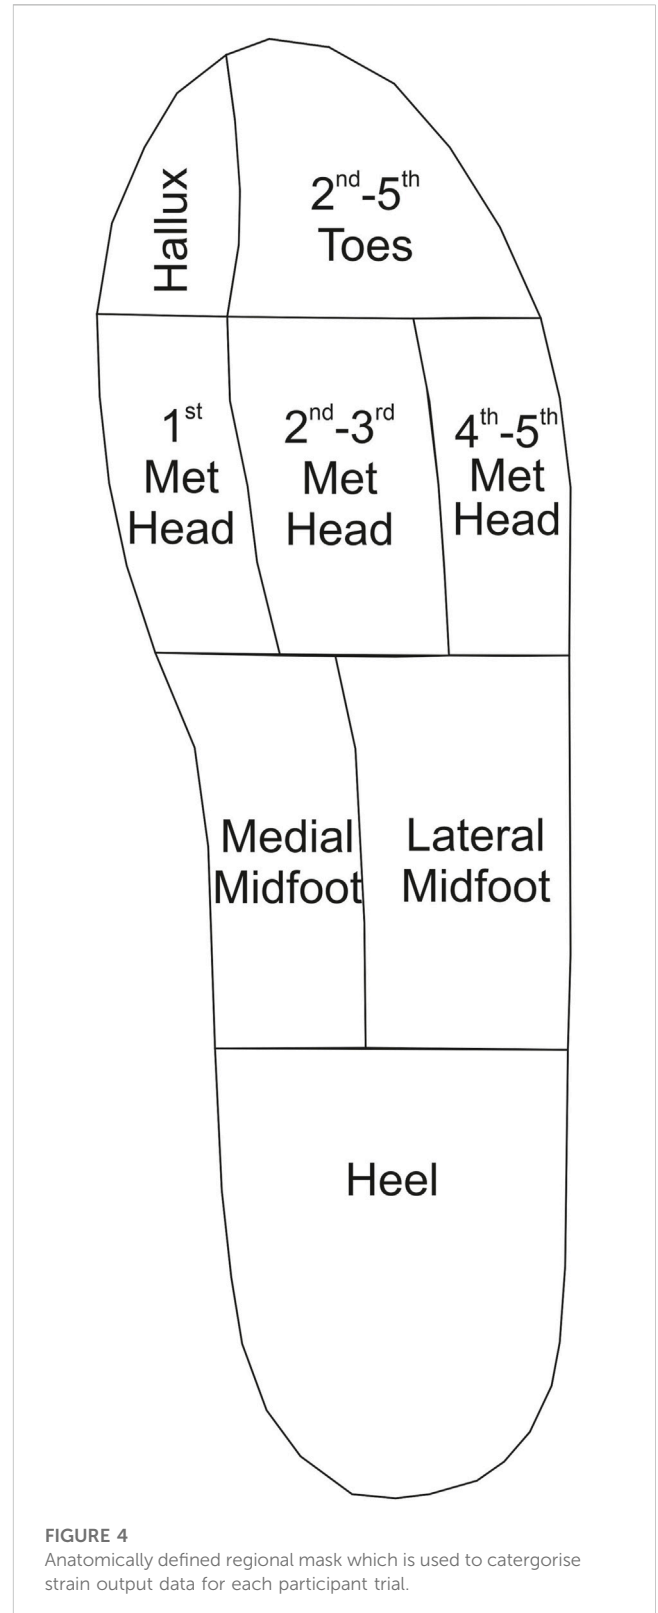 Hallux
2nd-5th
Toes
1st
Met
Head
2nd-3rd
Met
Head
4th-5th
Met
Head
Medial
Midfoot
Lateral
Midfoot
Heel
FIGURE 4
Anatomically defined regional mask which is used to catergorise
strain output data for each participant trial.